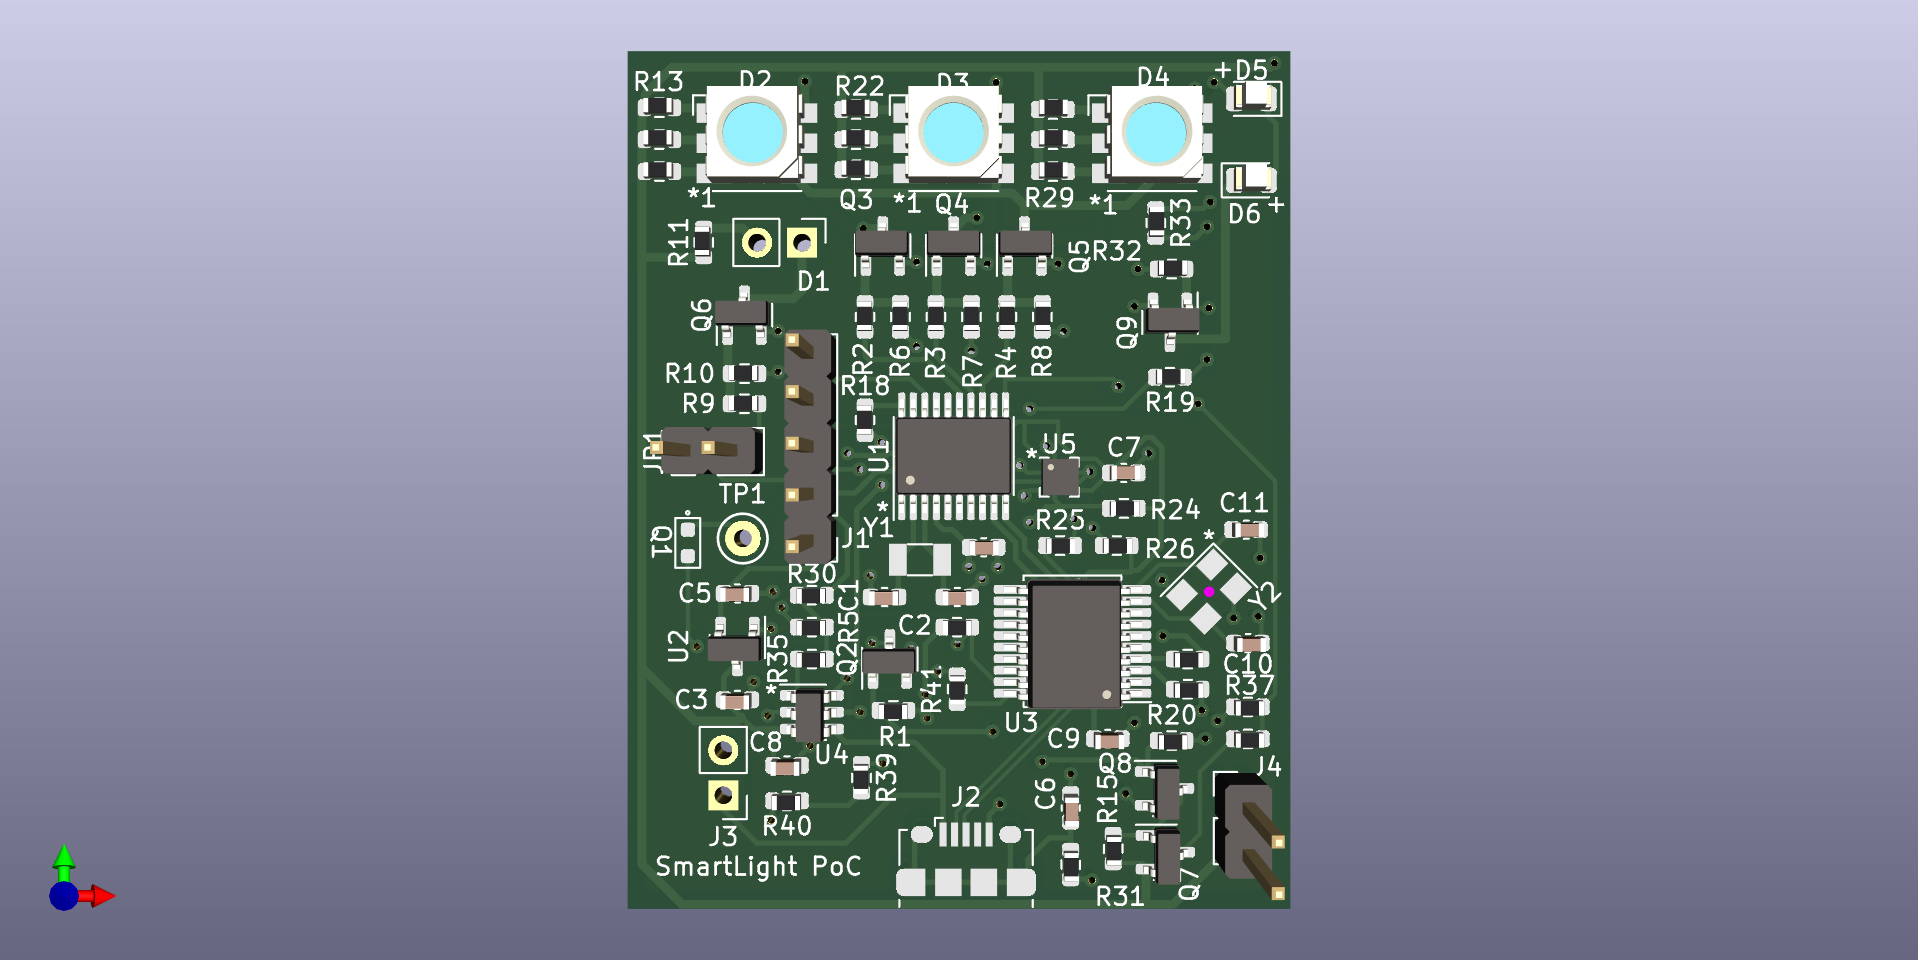 R13
D2
R22
D3
D4
+D5
*1
Q3
*1
Q4
R29
*1
D6 +
R11
D1
Q5
R32
R33
Q6
Q9
R2
R6
R3
R7
R4
R8
R10
R9
R18
R19
JP1
TP1
U1
*
U5
*
C7
C11
Q1
*
Y1
J1
R25
R24
R26
*
Y2
R30
C5
C1
R5
C2
U2
R35
Q2
C10
R37
C3
*
R41
U3
R20
C8
U4
R1
C9
Q8
J4
R39
J2
C6
R15
J3
R40
SmartLight PoC
R31
Q7